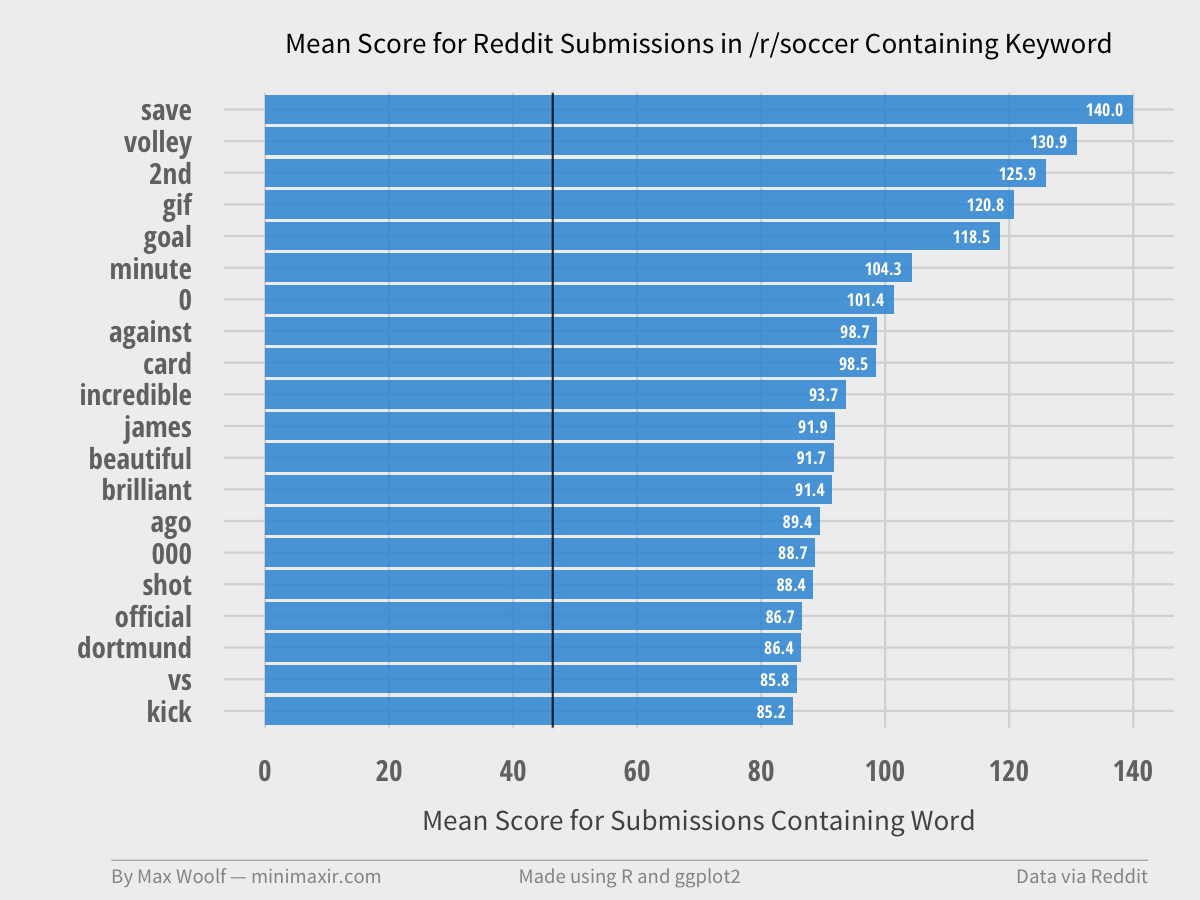 Mean Score for Reddit Submissions in /r/soccer Containing Keyword
save 140.0
volley 130.9
2nd 125.9
gif 120.8
goal 118.5
minute 104.3
0 101.4
against 98.7
card 98.5
incredible 93.7
james 91.9
beautiful 91.7
brilliant 91.4
ago 89.4
000 88.7
shot 88.4
official 86.7
dortmund 86.4
vs 85.8
kick 85.2
0 20 40 60 80 100 120 140
Mean Score for Submissions Containing Word
By Max Woolf — minimaxir.com Made using R and ggplot2 Data via Reddit